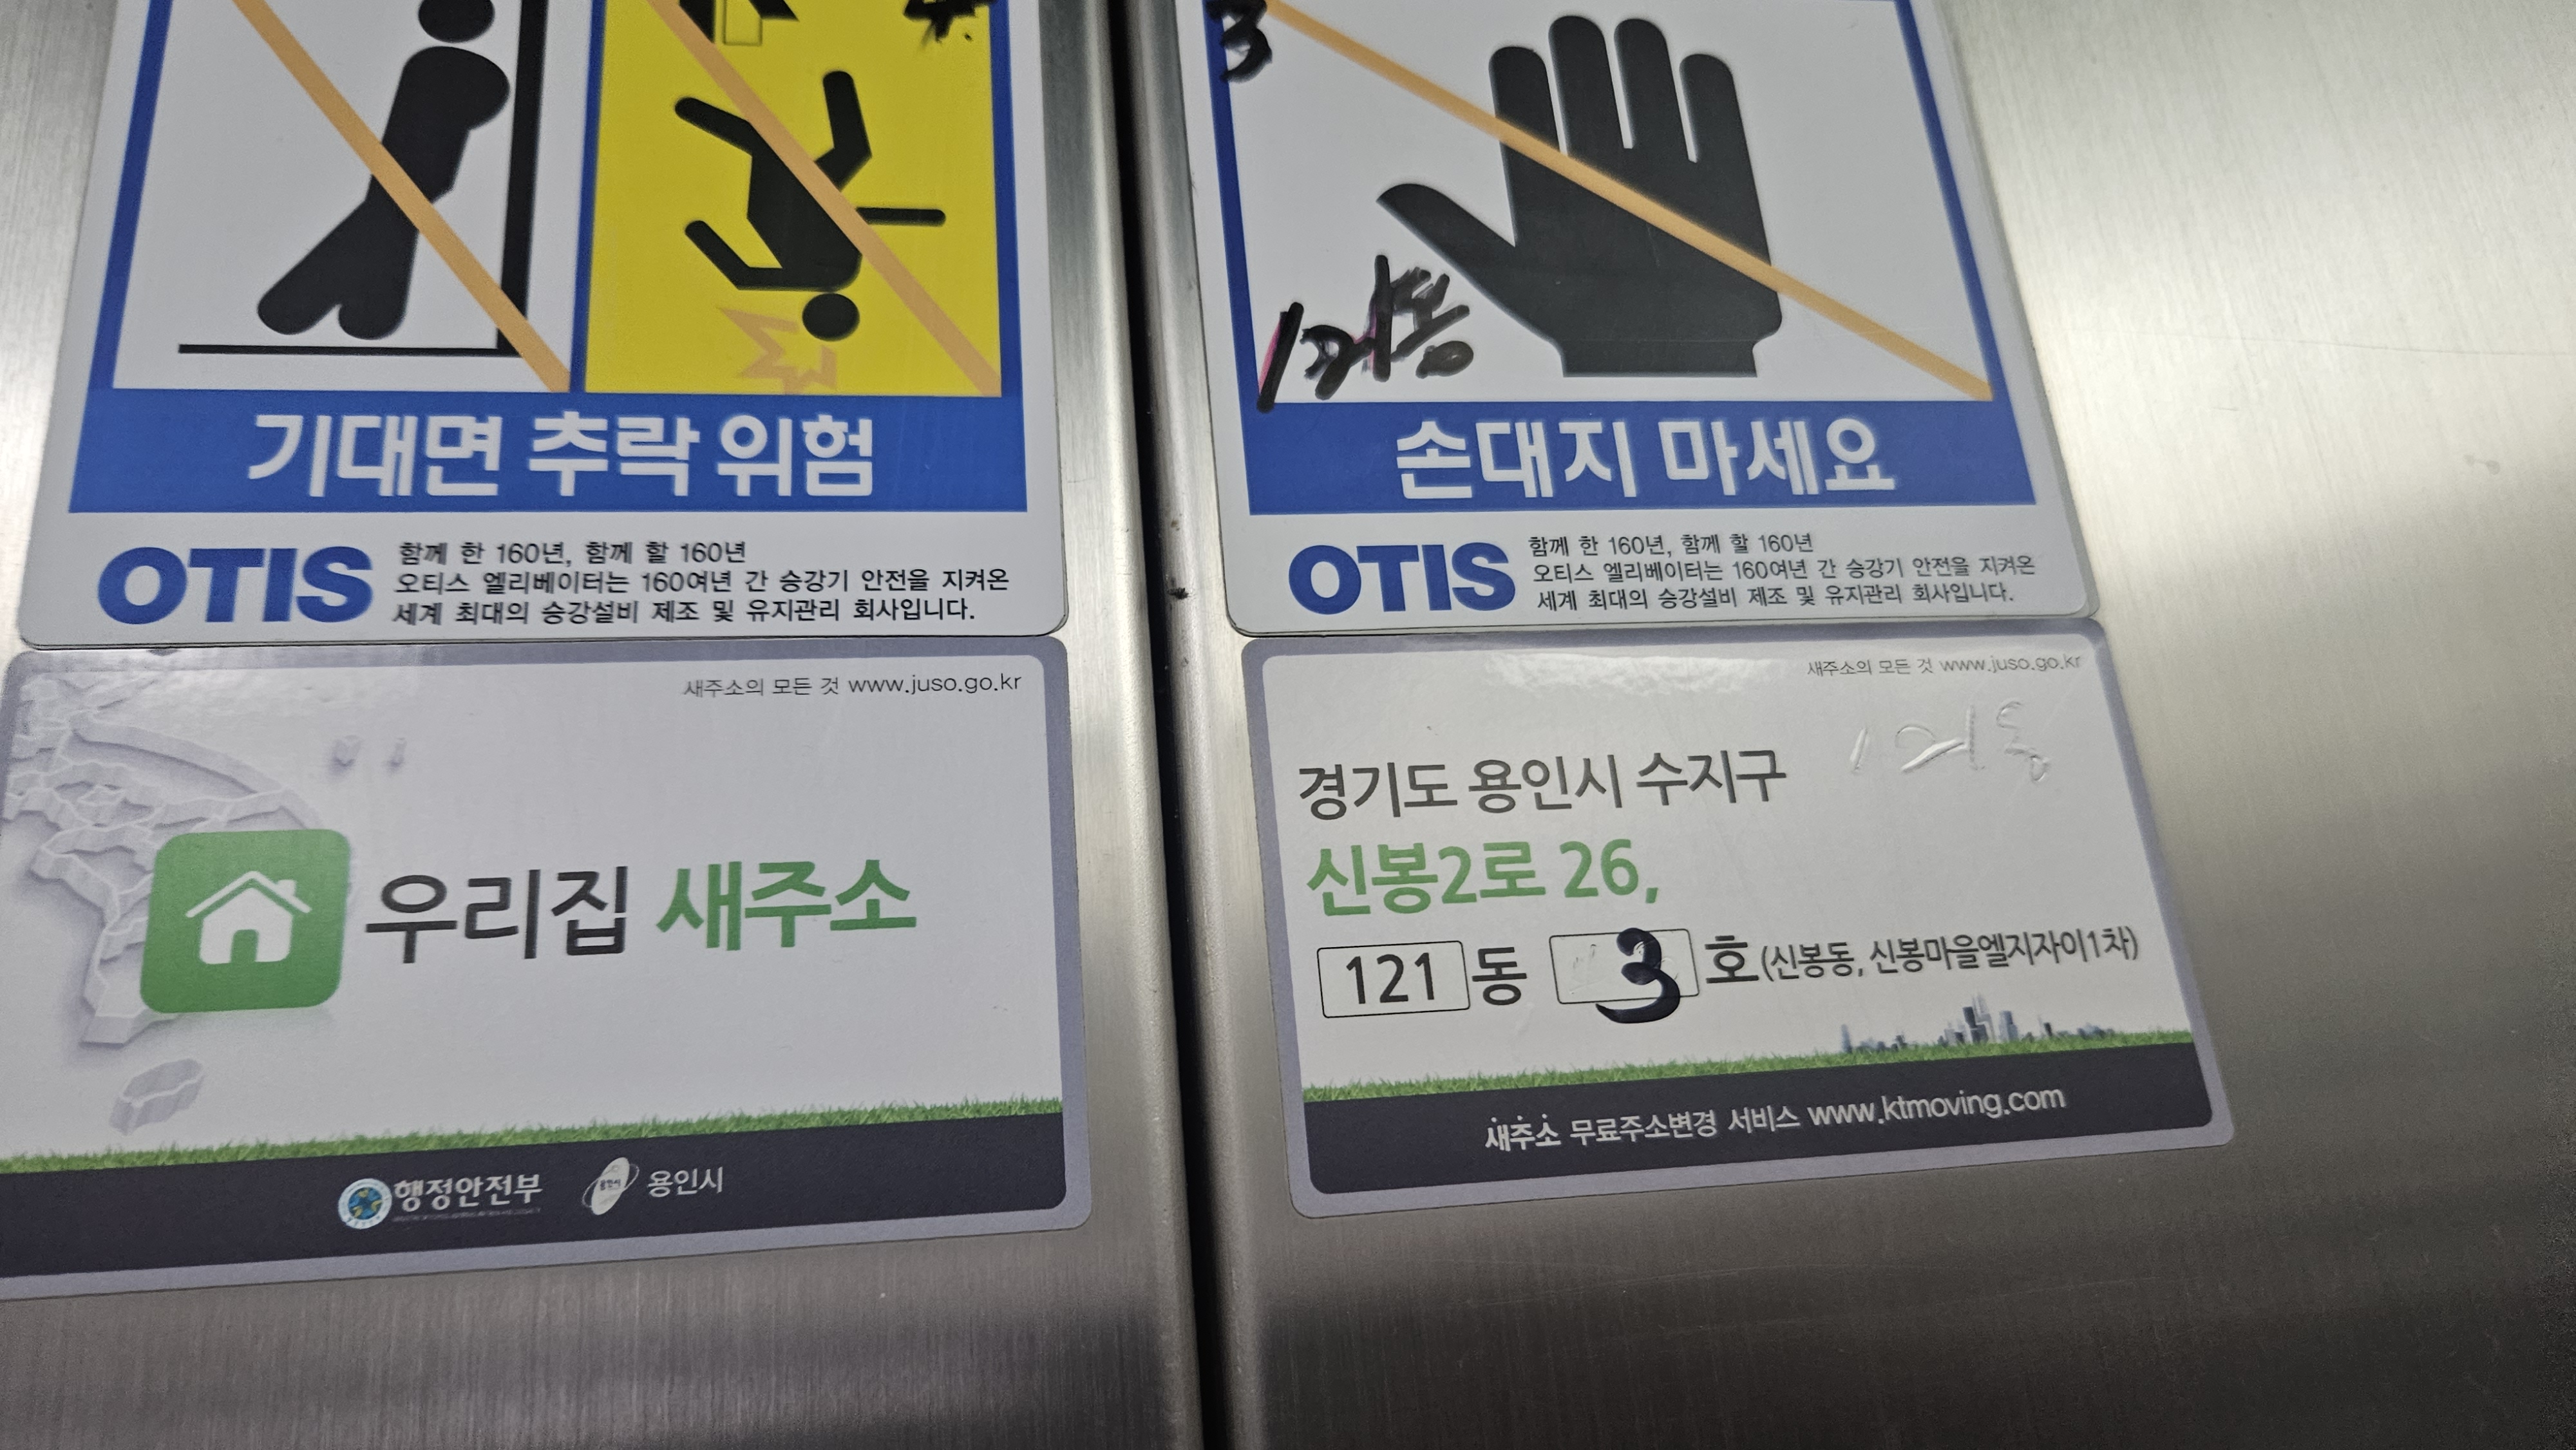 3
121동
기대면 추락 위험
OTIS
함께 한 160년, 함께 할 160년
오티스 엘리베이터는 160여년 간 승강기 안전을 지켜온
세계 최대의 승강설비 제조 및 유지관리 회사입니다.
손대지 마세요
OTIS
함께 한 160년, 함께 할 160년
오티스 엘리베이터는 160여년 간 승강기 안전을 지켜온
세계 최대의 승강설비 제조 및 유지관리 회사입니다.
새주소의 모든 것 www.juso.go.kr
우리집 새주소
행정안전부
용인시
새주소의 모든 것 www.juso.go.kr
121동
경기도 용인시 수지구
신봉2로 26,
121 동 3 호 (신봉동, 신봉마을엘지자이1차)
새주소 무료주소변경 서비스 www.ktmoving.com